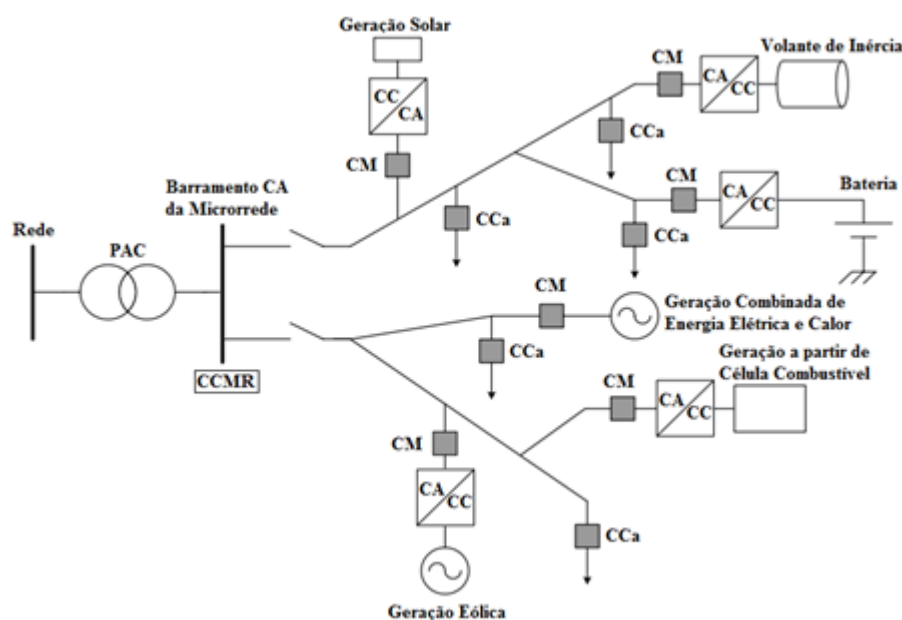 Geração Solar
CC
CA
CM
Volante de Inércia
CM
CA
CC
CCa
Barramento CA
da Microrrede
CCa
CM
CA
CC
Bateria
CCa
Rede
PAC
CM
Geração Combinada de
Energia Elétrica e Calor
CCa
CCMR
Geração a partir de
Célula Combustível
CM
CA
CC
CM
CA
CC
CCa
Geração Eólica